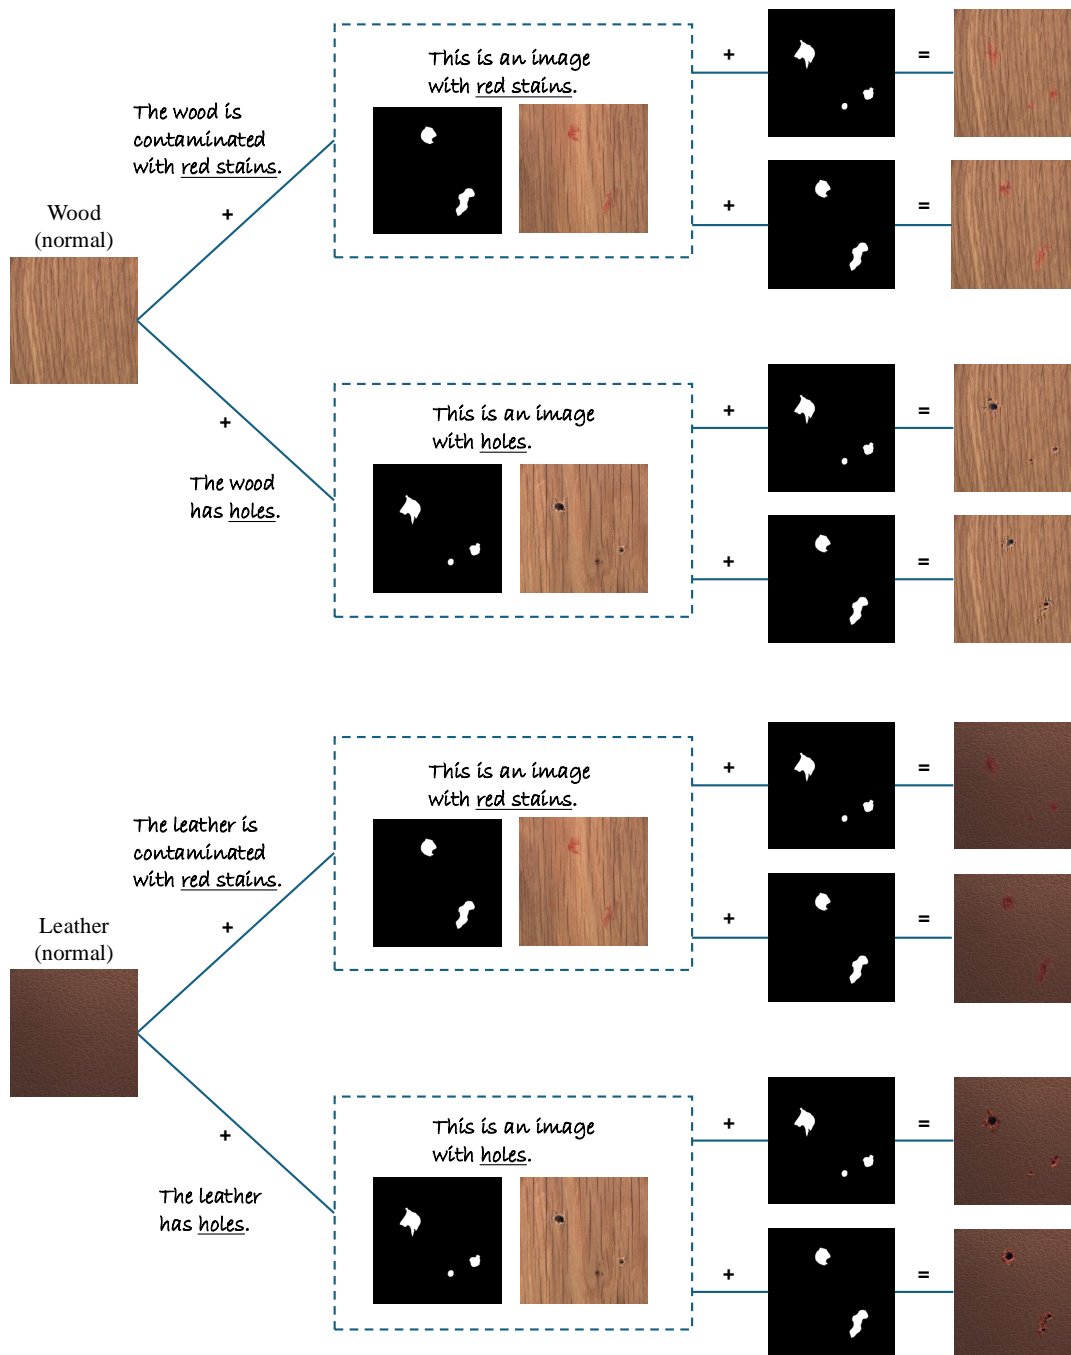 This is an image
with red stains.
+
=
The wood is
contaminated
with red stains.
+
+
=
Wood
(normal)
+
This is an image
with holes.
+
=
The wood
has holes.
+
=
This is an image
with red stains.
+
=
The leather is
contaminated
with red stains.
+
+
=
Leather
(normal)
+
This is an image
with holes.
+
=
The leather
has holes.
+
=